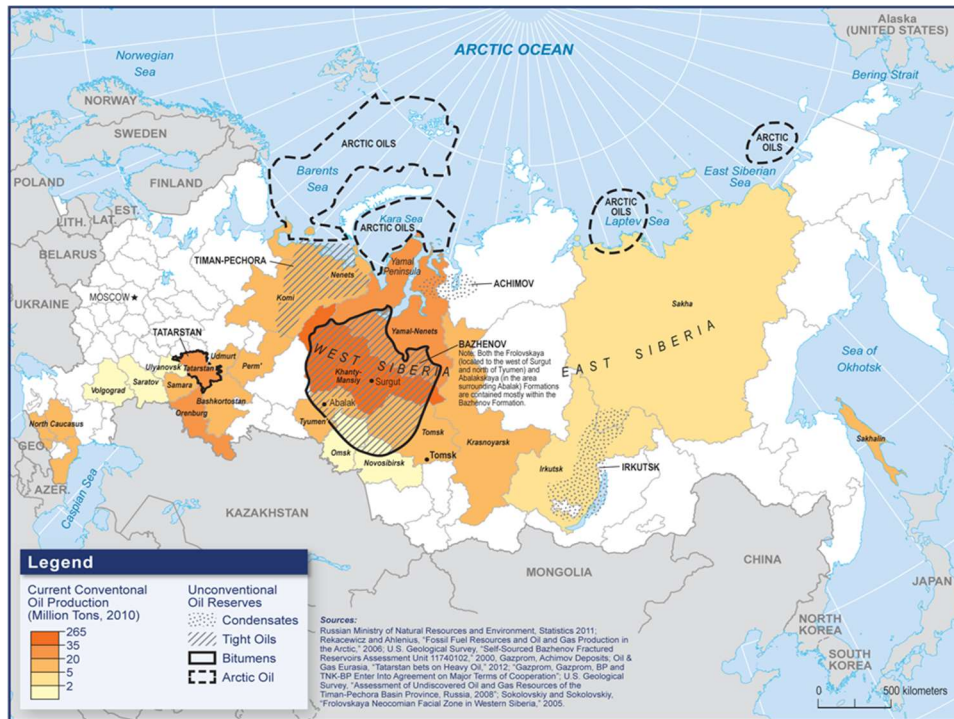 ARCTIC OCEAN
Alaska
(UNITED STATES)
Norwegian
Sea
Bering Strait
NORWAY
SWEDEN
FINLAND
POLAND
LITH.
LAT.
EST.
BELARUS
UKRAINE
ARCTIC OILS
Barents
Sea
Kara Sea
ARCTIC OILS
ARCTIC
OILS
Laptev Sea
ARCTIC
OILS
East Siberian
Sea
TIMAN-PECHORA
Nenets
Komi
Yamal
Peninsula
ACHIMOV
MOSCOW
TATARSTAN
Yamal-Nenets
BAZHENOV
Note, Both the Frolovskaya
(located to the west of Surgut
and north of Tyumen) and
Abalakskaya (in the area
surrounding Abalak) Formations
are contained mostly within the
Bazhenov Formation.
WEST SIBERIA
EAST SIBERIA
Sakha
Sea of
Okhotsk
Udmurt
Ulyanovsk
Tatarstan
Perm'
Saratov
Samara
Volgograd
Bashkortostan
Orenburg
Khanty-
Mansiy
Surgut
Abalak
Tyumen
Tomsk
Tomsk
Omsk
Novosibirsk
Krasnoyarsk
Irkutsk
IRKUTSK
Sakhalin
North Caucasus
GEO.
AZER.
Caspian Sea
KAZAKHSTAN
MONGOLIA
CHINA
NORTH
KOREA
SOUTH
KOREA
JAPAN
Legend
Current Conventonal
Oil Production
(Million Tons, 2010)
265
35
20
5
2
Unconventional
Oil Reserves
Condensates
Tight Oils
Bitumens
Arctic Oil
Sources:
Russian Ministry of Natural Resources and Environment, Statistics 2011;
Rekacewicz and Ahlenius, "Fossil Fuel Resources and Oil and Gas Production in
the Arctic," 2006; U.S. Geological Survey, "Self-Sourced Bazhenov Fractured
Reservoirs Assessment Unit 11740102," 2000, Gazprom, Achimov Deposits; Oil &
Gas Eurasia, "Tatarstan bets on Heavy Oil," 2012; "Gazprom, Gazprom, BP and
TNK-BP Enter Into Agreement on Major Terms of Cooperation"; U.S. Geological
Survey, "Assessment of Undiscovered Oil and Gas Resources of the
Timan-Pechora Basin Province, Russia, 2008"; Sokolovskiy and Sokolovskiy,
"Frolovskaya Neocomian Facial Zone in Western Siberia," 2005.
0 500 kilometers